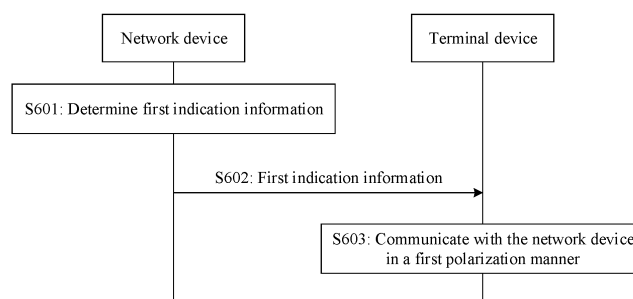 Network device
Terminal device
S601: Determine first indication information
S602: First indication information
S603: Communicate with the network device
in a first polarization manner